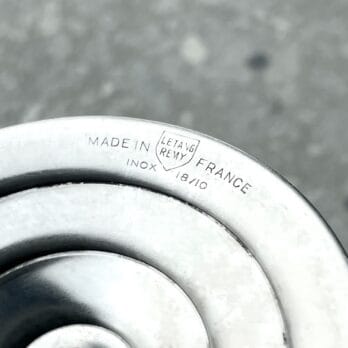 MADE IN LETANG REMY FRANCE
INOX 18/10